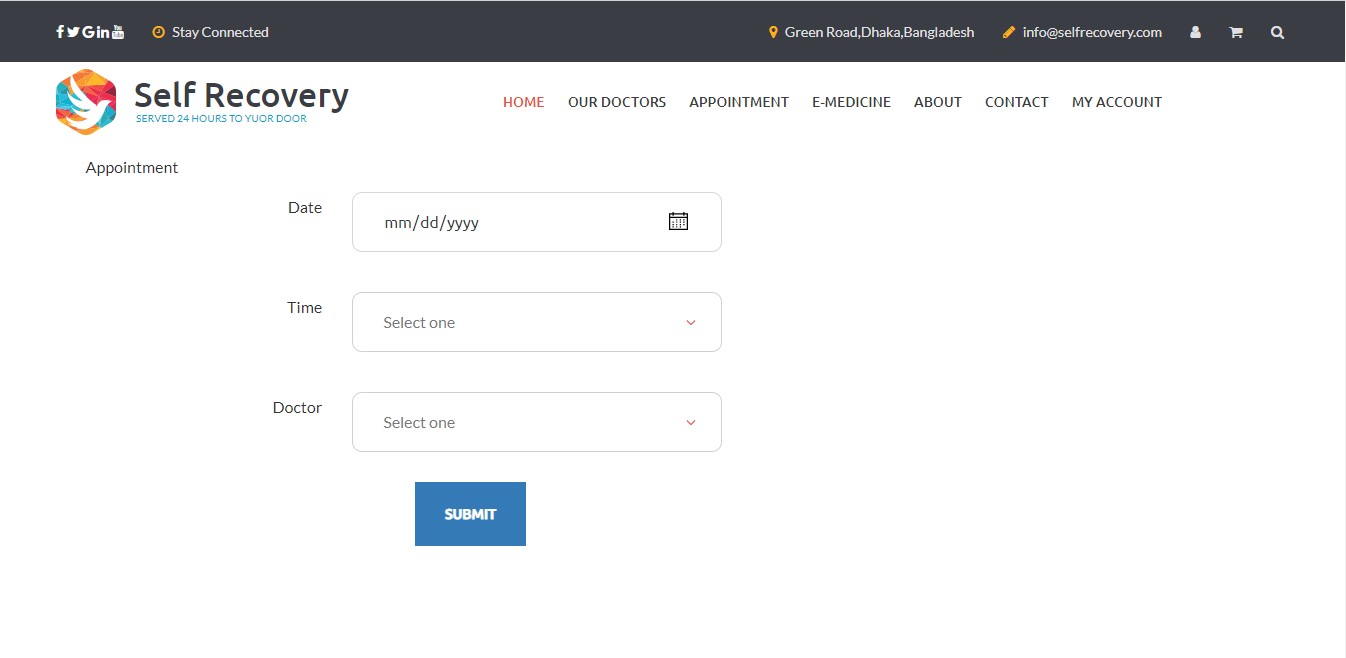 Stay Connected
Green Road,Dhaka,Bangladesh
info@selfrecovery.com
Self Recovery
SERVED 24 HOURS TO YUOR DOOR
HOME OUR DOCTORS APPOINTMENT E-MEDICINE ABOUT CONTACT MY ACCOUNT
Appointment
Date
mm/dd/yyyy
Time
Select one
Doctor
Select one
SUBMIT